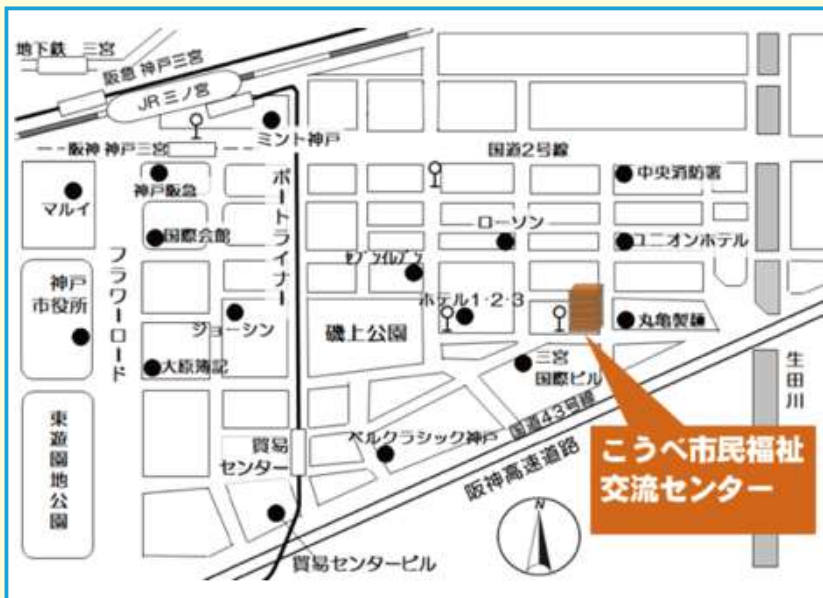 地下鉄 三宮
阪急 神戸三宮
JR 三ノ宮
ミント神戸
阪神 神戸三宮
国道2号線
マルイ
神戸阪急
ポートライナー
中央消防署
国際会館
ローソン
ユニオンホテル
フラワーロード
セブンイレブン
神戸
市役所
ジョーシン
磯上公園
ホテル1・2・3
丸亀製麺
大原簿記
三宮
国際ビル
生田川
東遊園地公園
貿易
センター
ベルクラシック神戸
国道43号線
阪神高速道路
こうべ市民福祉
交流センター
N
貿易センタービル